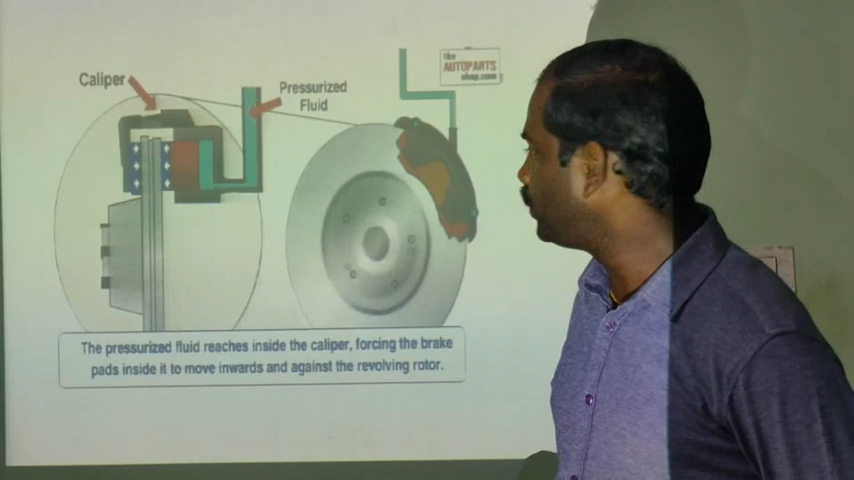 Caliper
Pressurized
Fluid
the
AUTOPARTS
shop.com
The pressurized fluid reaches inside the caliper, forcing the brake
pads inside it to move inwards and against the revolving rotor.